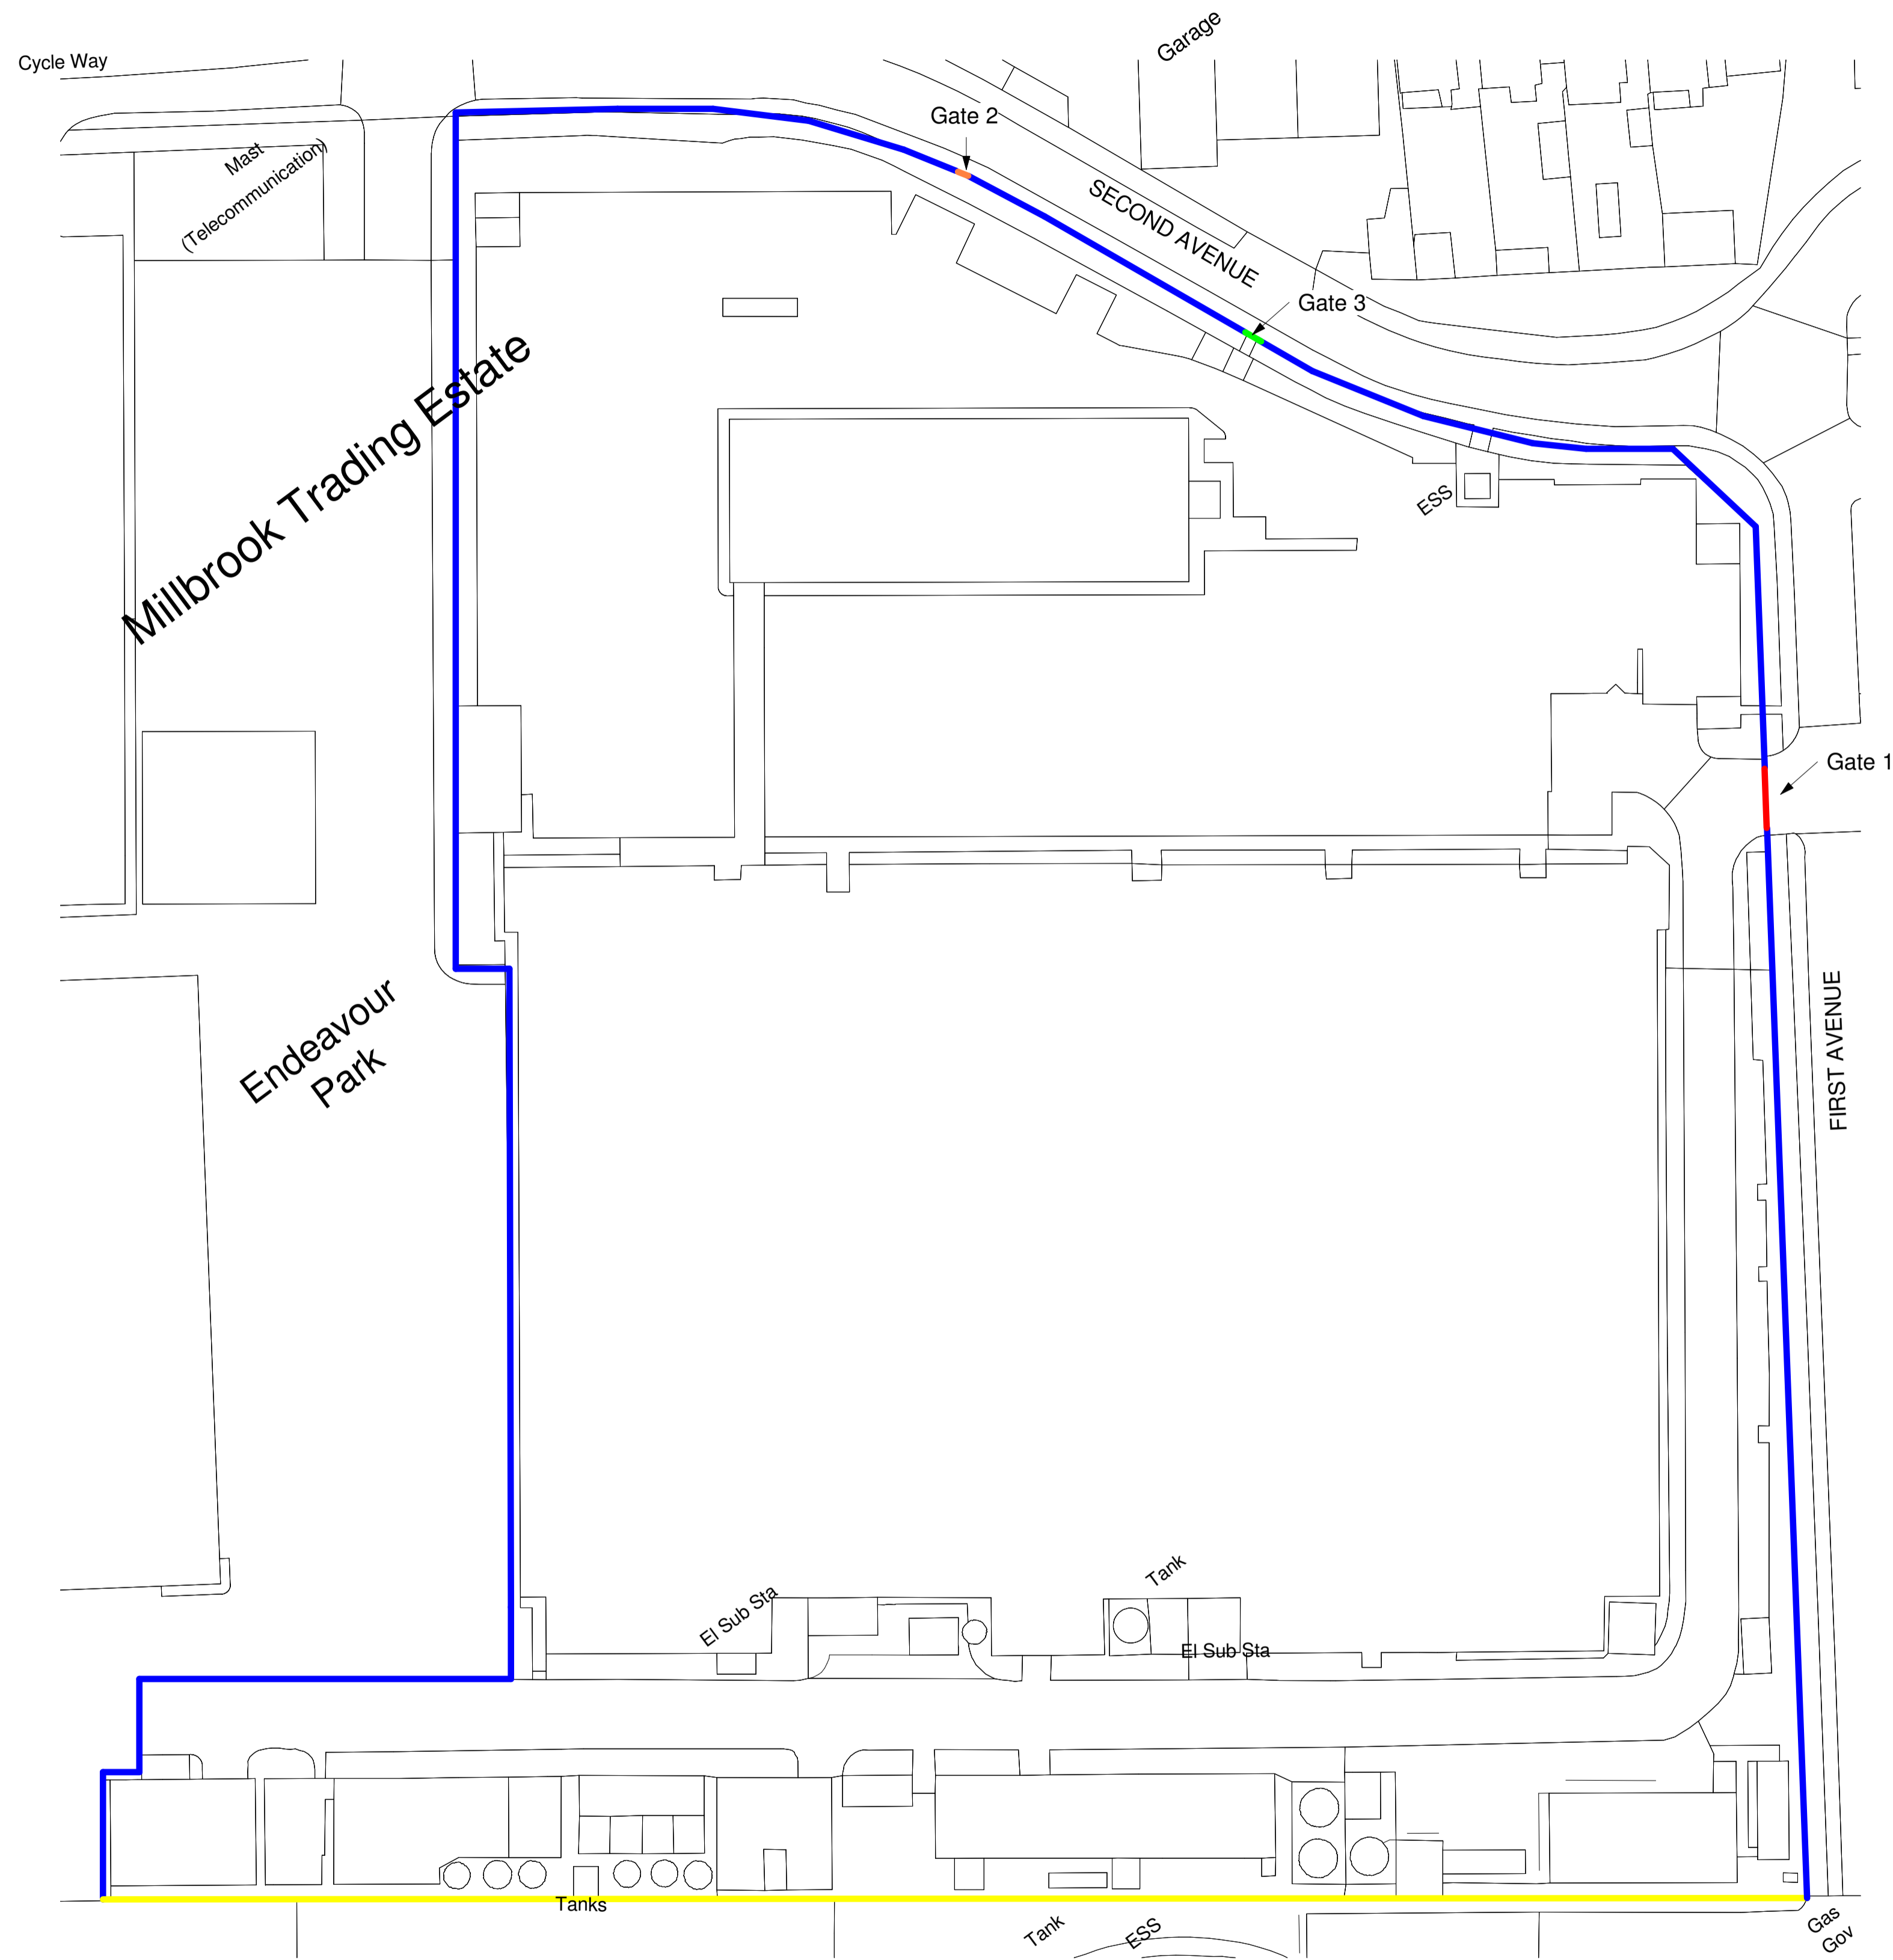 Garage
Cycle Way
Gate 2
Mast
(Telecommunication)
SECOND AVENUE
Gate 3
Millbrook Trading Estate
ESS
Gate 1
Endeavour
Park
FIRST AVENUE
El Sub Sta
Tank
El Sub Sta
Tanks
Tank
ESS
Gas
Gov